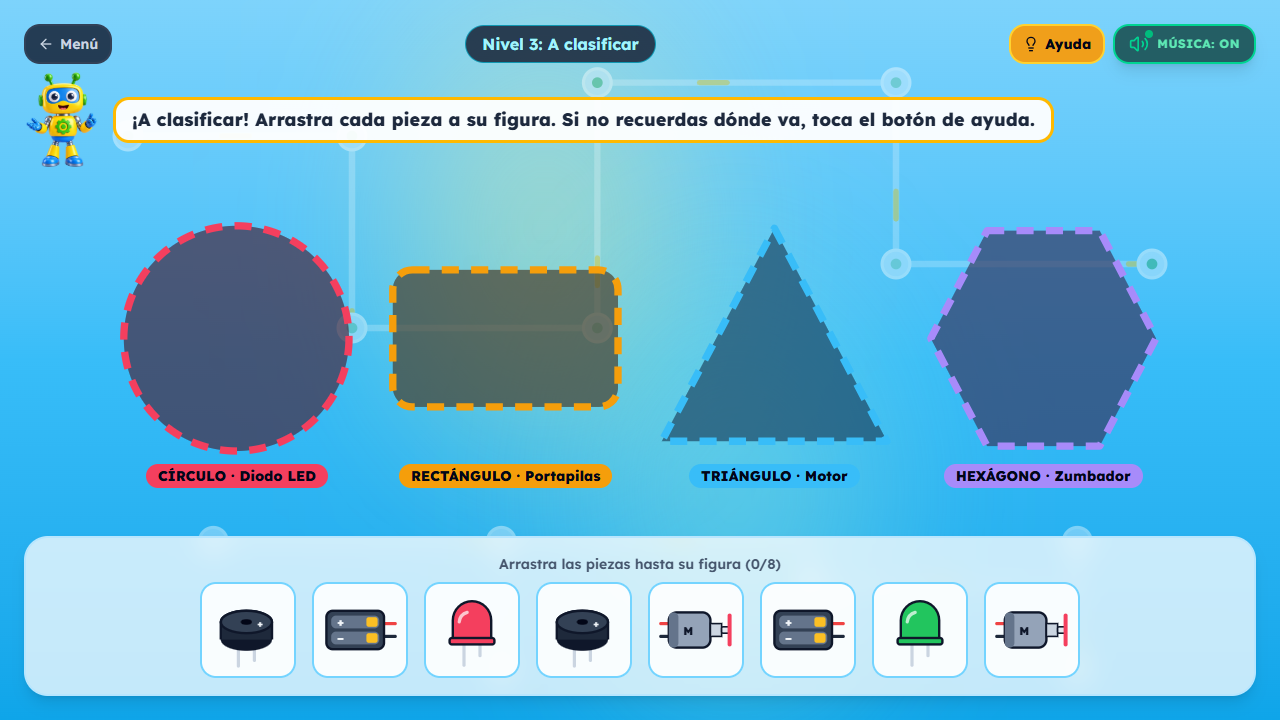 Menú
Nivel 3: A clasificar
Ayuda
MÚSICA: ON
¡A clasificar! Arrastra cada pieza a su figura. Si no recuerdas dónde va, toca el botón de ayuda.
CÍRCULO · Diodo LED
RECTÁNGULO · Portapilas
TRIÁNGULO · Motor
HEXÁGONO · Zumbador
Arrastra las piezas hasta su figura (0/8)
M
M